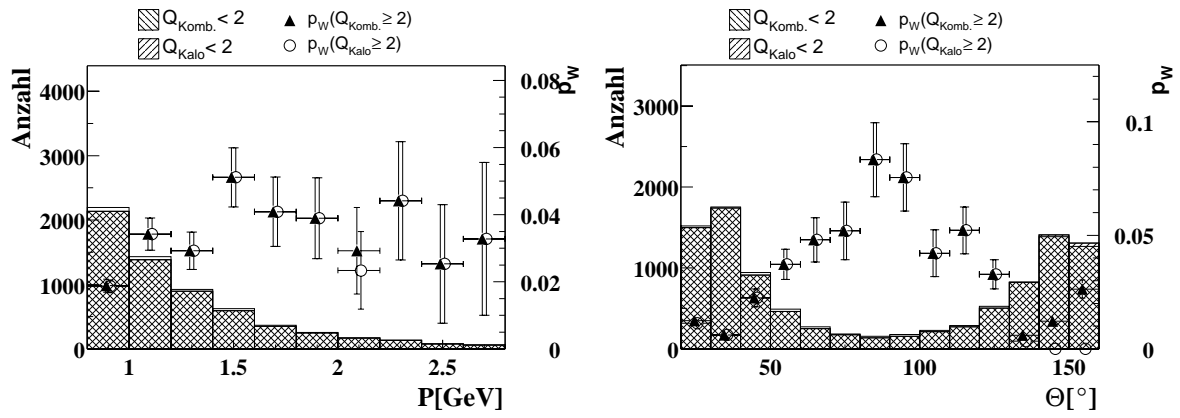 Q_Komb. < 2 ▲ p_W(Q_Komb. ≥ 2)
Q_Kalo < 2 ○ p_W(Q_Kalo ≥ 2)
Anzahl
4000
3000
2000
1000
0
0.08
0.06
0.04
0.02
0
p_W
1 1.5 2 2.5
P[GeV]
Q_Komb. < 2 ▲ p_W(Q_Komb. ≥ 2)
Q_Kalo < 2 ○ p_W(Q_Kalo ≥ 2)
Anzahl
3000
2000
1000
0
0.1
0.05
0
p_W
50 100 150
Θ[°]